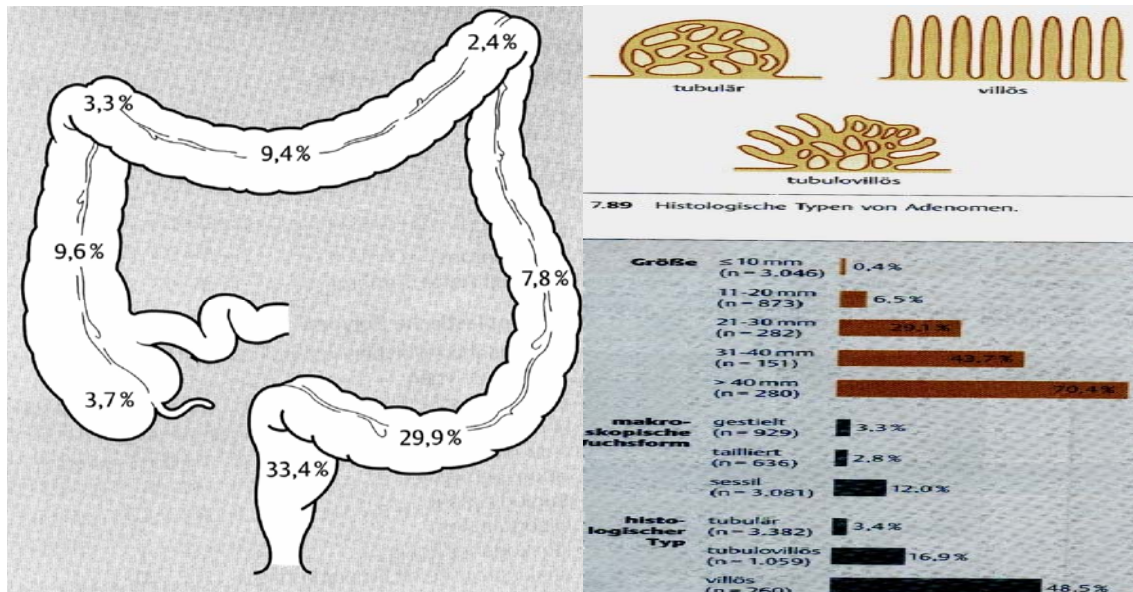 2,4%
3,3%
9,4%
9,6%
7,8%
3,7%
29,9%
33,4%
tubulär
villös
tubulovillös
7.89 Histologische Typen von Adenomen.
Größe
≤ 10 mm
(n = 3.046)
0,4%
11-20 mm
(n = 873)
6.5%
21-30 mm
(n = 282)
29,1%
31-40 mm
(n = 151)
43,7%
> 40 mm
(n = 280)
70,4%
makro-
skopische
uchsform
gestielt
(n = 929)
3.3%
tailliert
(n = 636)
2,8%
sessil
(n = 3.081)
12,0%
histo-
logischer
Typ
tubulär
(n = 3.382)
3,4%
tubulovillös
(n = 1.059)
16,9%
villös
(n = 260)
48,5%